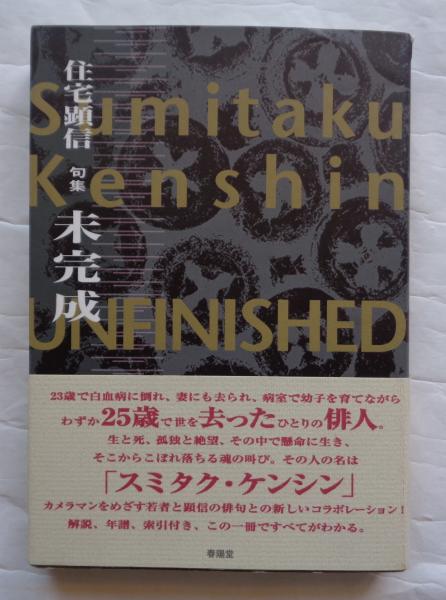 住宅顕信
句集
未完成
Sumitaku
Kenshin
UNFINISHED
23歳で白血病に倒れ、妻にも去られ、病室で幼子を育てながら
わずか25歳で世を去ったひとりの俳人。
生と死、孤独と絶望、その中で懸命に生き、
そこからこぼれ落ちる魂の叫び。その人の名は
「スミタク・ケンシン」
カメラマンをめざす若者と顕信の俳句との新しいコラボレーション！
解説、年譜、索引付き、この一冊ですべてがわかる。
春陽堂